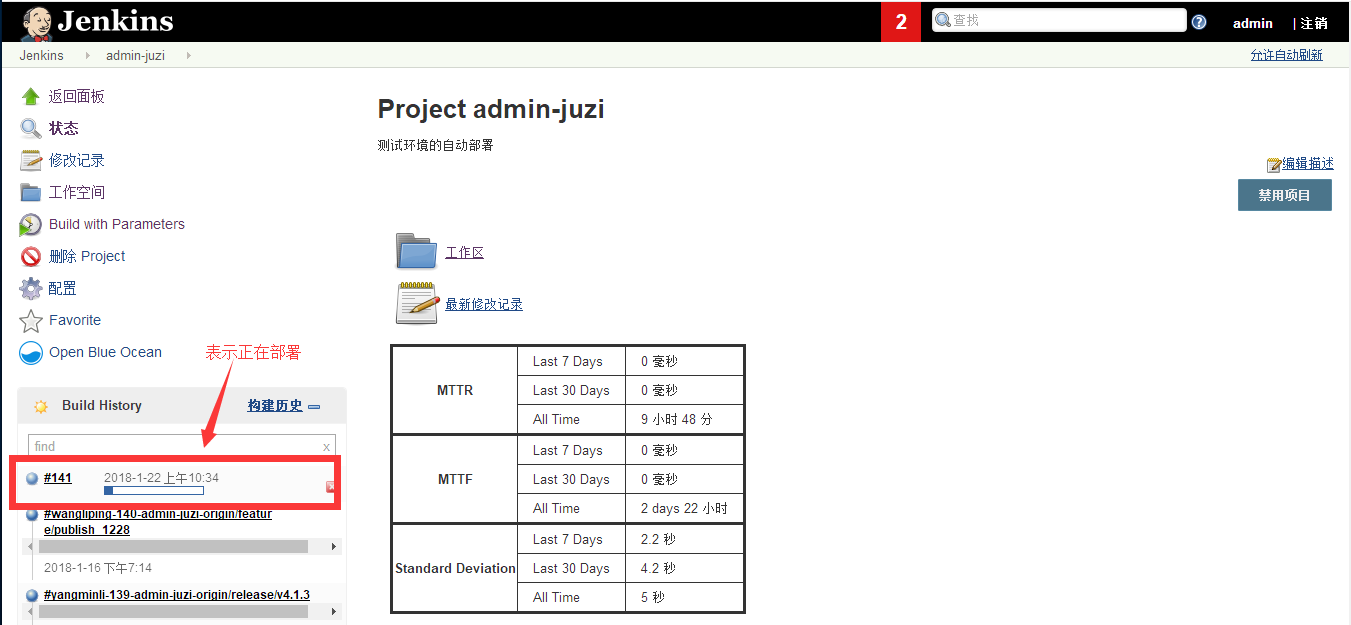 Jenkins
2
查找
admin
| 注销
Jenkins
admin-juzi
允许自动刷新
返回面板
状态
修改记录
工作空间
Build with Parameters
删除 Project
配置
Favorite
Open Blue Ocean
表示正在部署
Build History
构建历史
find
x
#141
2018-1-22 上午10:34
#wangliping-140-admin-juzi-origin/featur
e/publish_1228
2018-1-16 下午7:14
#yangminli-139-admin-juzi-origin/release/v4.1.3
Project admin-juzi
测试环境的自动部署
编辑描述
禁用项目
工作区
最新修改记录
MTTR
Last 7 Days 0 毫秒
Last 30 Days 0 毫秒
All Time 9 小时 48 分
MTTF
Last 7 Days 0 毫秒
Last 30 Days 0 毫秒
All Time 2 days 22 小时
Standard Deviation
Last 7 Days 2.2 秒
Last 30 Days 4.2 秒
All Time 5 秒